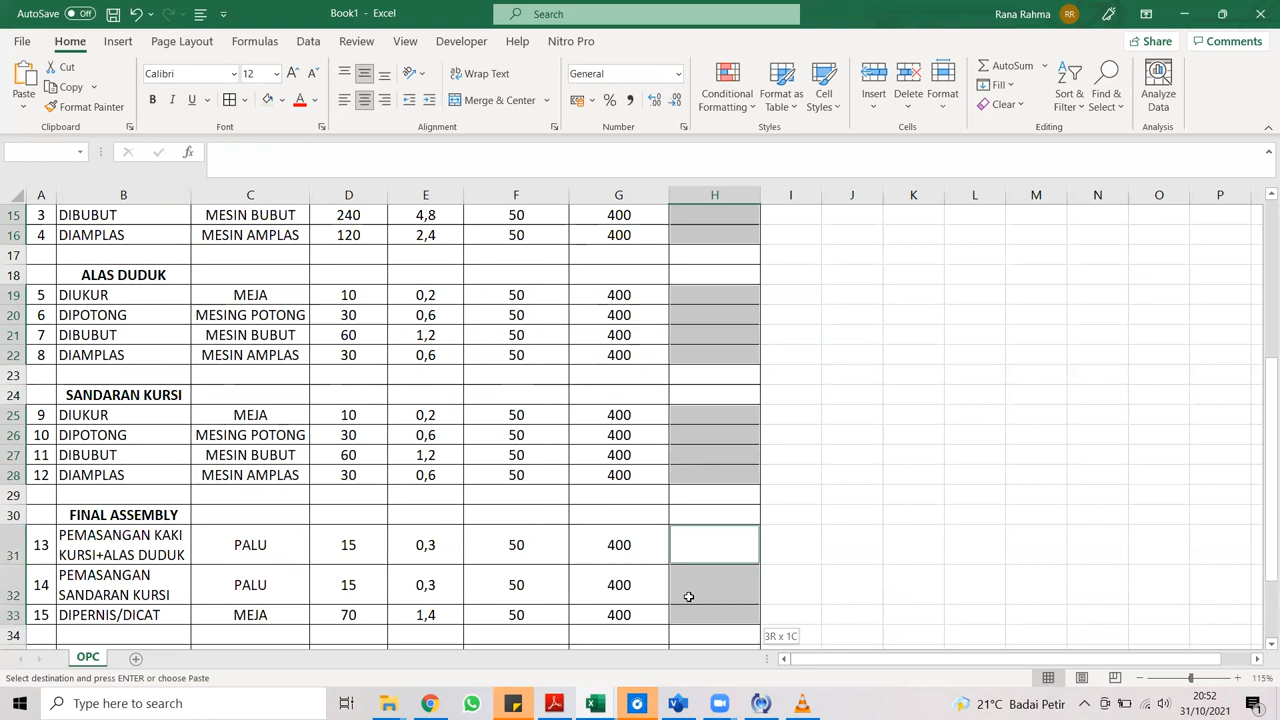 AutoSave Off
Book1 - Excel
Search
Rana Rahma RR
File Home Insert Page Layout Formulas Data Review View Developer Help Nitro Pro
Share Comments
Paste
Cut
Copy
Format Painter
Clipboard
Calibri 12
B I U
Font
Wrap Text
Merge & Center
Alignment
General
Number
Conditional Formatting
Format as Table
Cell Styles
Styles
Insert
Delete
Format
Cells
AutoSum
Fill
Clear
Sort & Filter
Find & Select
Editing
Analyze Data
Analysis
fx
A B C D E F G H I J K L M N O P
15 3 DIBUBUT MESIN BUBUT 240 4,8 50 400
16 4 DIAMPLAS MESIN AMPLAS 120 2,4 50 400
17
18 ALAS DUDUK
19 5 DIUKUR MEJA 10 0,2 50 400
20 6 DIPOTONG MESING POTONG 30 0,6 50 400
21 7 DIBUBUT MESIN BUBUT 60 1,2 50 400
22 8 DIAMPLAS MESIN AMPLAS 30 0,6 50 400
23
24 SANDARAN KURSI
25 9 DIUKUR MEJA 10 0,2 50 400
26 10 DIPOTONG MESING POTONG 30 0,6 50 400
27 11 DIBUBUT MESIN BUBUT 60 1,2 50 400
28 12 DIAMPLAS MESIN AMPLAS 30 0,6 50 400
29
30 FINAL ASSEMBLY
31 13 PEMASANGAN KAKI KURSI+ALAS DUDUK PALU 15 0,3 50 400
32 14 PEMASANGAN SANDARAN KURSI PALU 15 0,3 50 400
33 15 DIPERNIS/DICAT MEJA 70 1,4 50 400
34
3R x 1C
OPC
Select destination and press ENTER or choose Paste
115%
Type here to search
21°C Badai Petir
20:52
31/10/2021
1